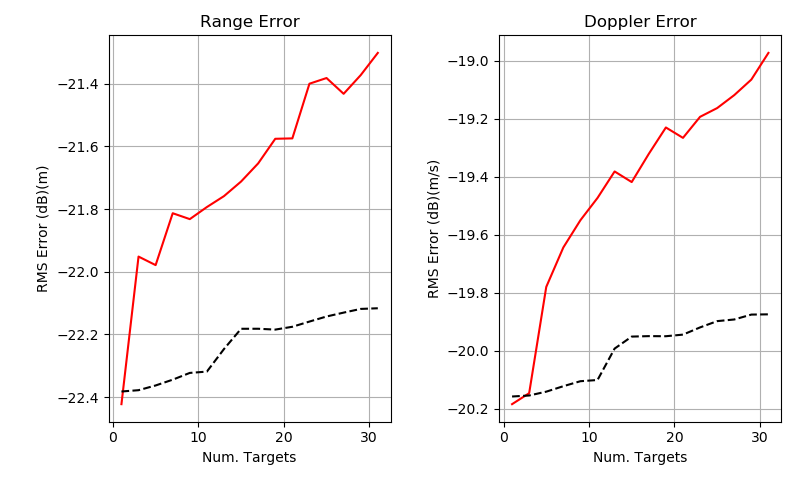 Range Error
RMS Error (dB)(m)
−21.4
−21.6
−21.8
−22.0
−22.2
−22.4
0 10 20 30
Num. Targets
Doppler Error
RMS Error (dB)(m/s)
−19.0
−19.2
−19.4
−19.6
−19.8
−20.0
−20.2
0 10 20 30
Num. Targets